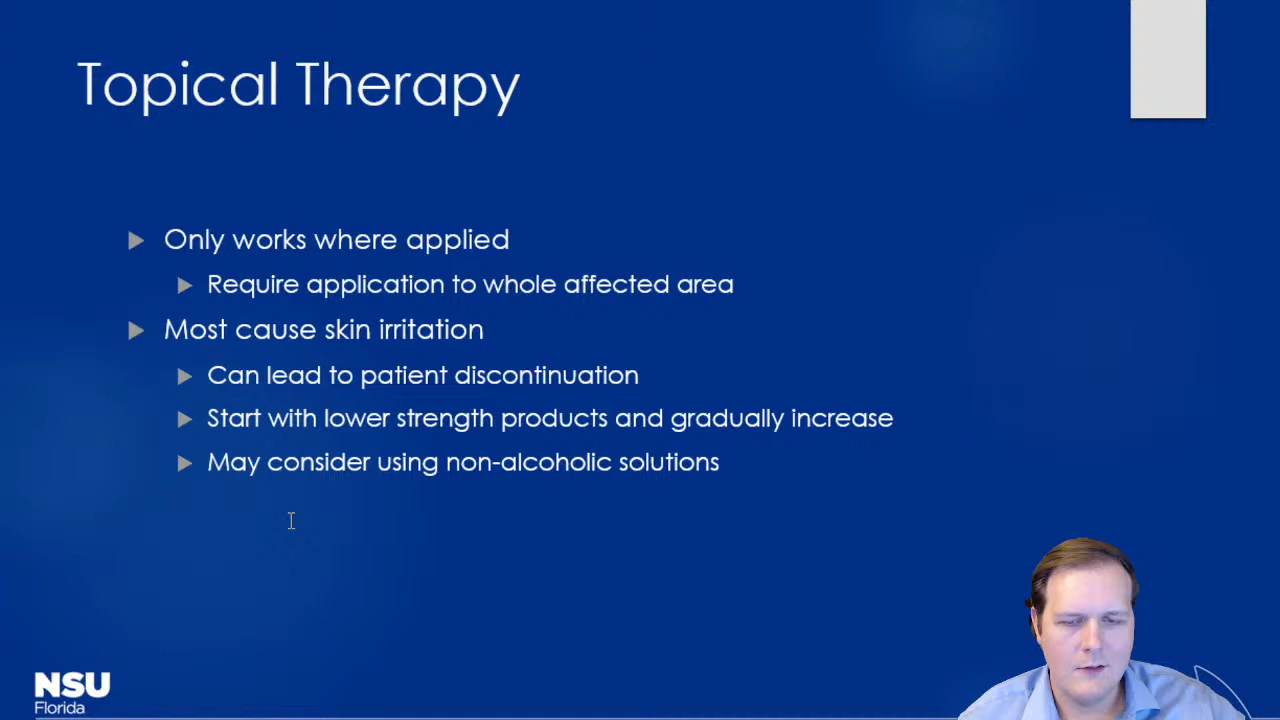 Topical Therapy
Only works where applied
Require application to whole affected area
Most cause skin irritation
Can lead to patient discontinuation
Start with lower strength products and gradually increase
May consider using non-alcoholic solutions
NSU
Florida